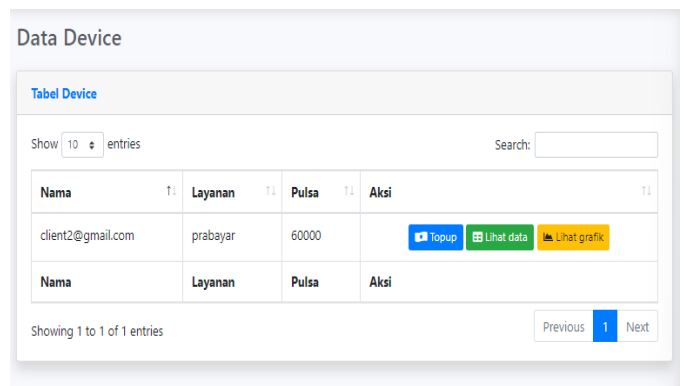 Data Device
Tabel Device
Show 10 entries Search:
Nama Layanan Pulsa Aksi
client2@gmail.com prabayar 60000 Topup Lihat data Lihat grafik
Nama Layanan Pulsa Aksi
Showing 1 to 1 of 1 entries Previous 1 Next